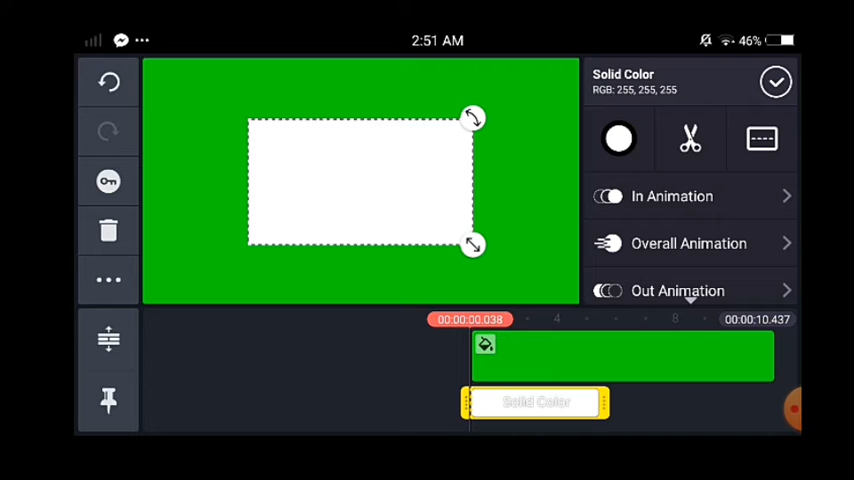 2:51 AM
46%
Solid Color
RGB: 255, 255, 255
In Animation
Overall Animation
Out Animation
00:00:00.038
4
8
00:00:10.437
Solid Color